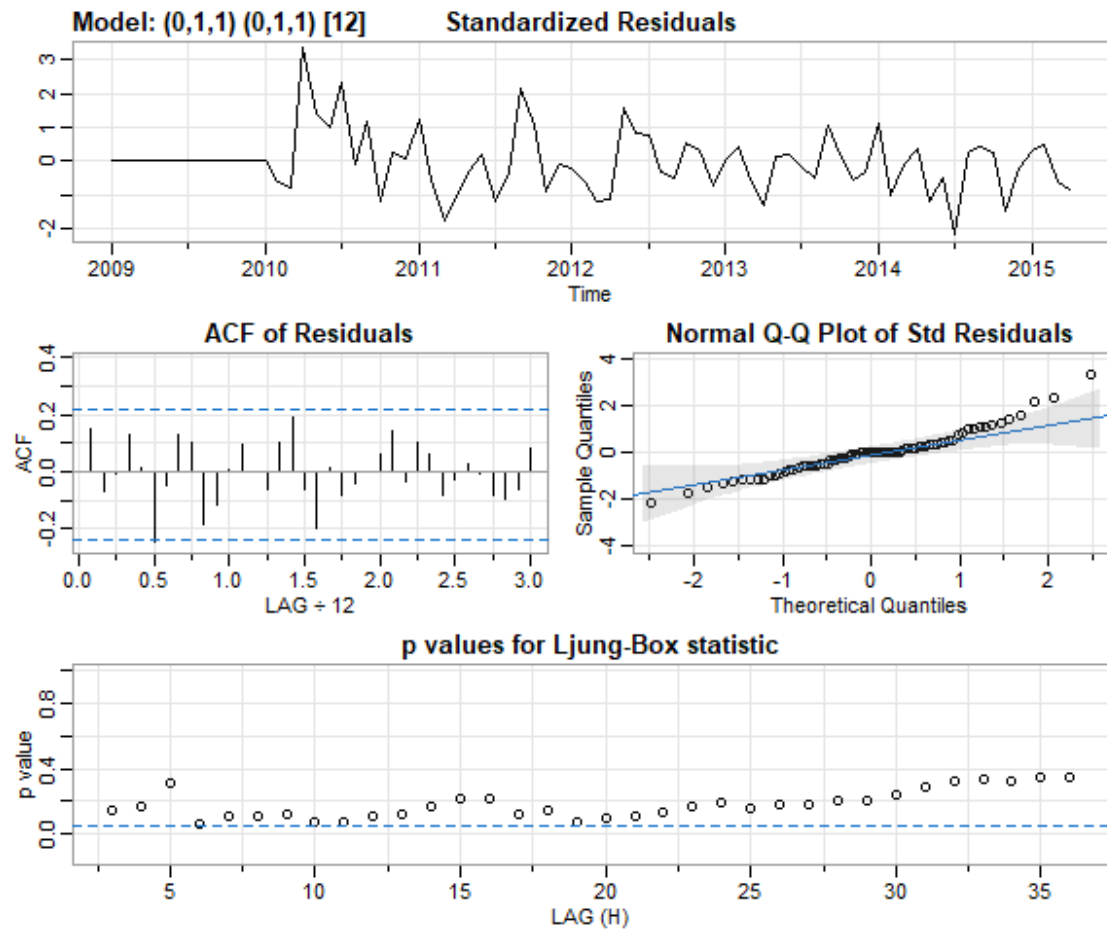 Model: (0,1,1) (0,1,1) [12] Standardized Residuals
3
2
1
0
-2
2009 2010 2011 2012 2013 2014 2015
Time
ACF of Residuals
ACF
0.4
0.2
0.0
-0.2
0.0 0.5 1.0 1.5 2.0 2.5 3.0
LAG ÷ 12
Normal Q-Q Plot of Std Residuals
Sample Quantiles
4
2
0
-2
-4
-2 -1 0 1 2
Theoretical Quantiles
p values for Ljung-Box statistic
p value
0.8
0.4
0.0
5 10 15 20 25 30 35
LAG (H)